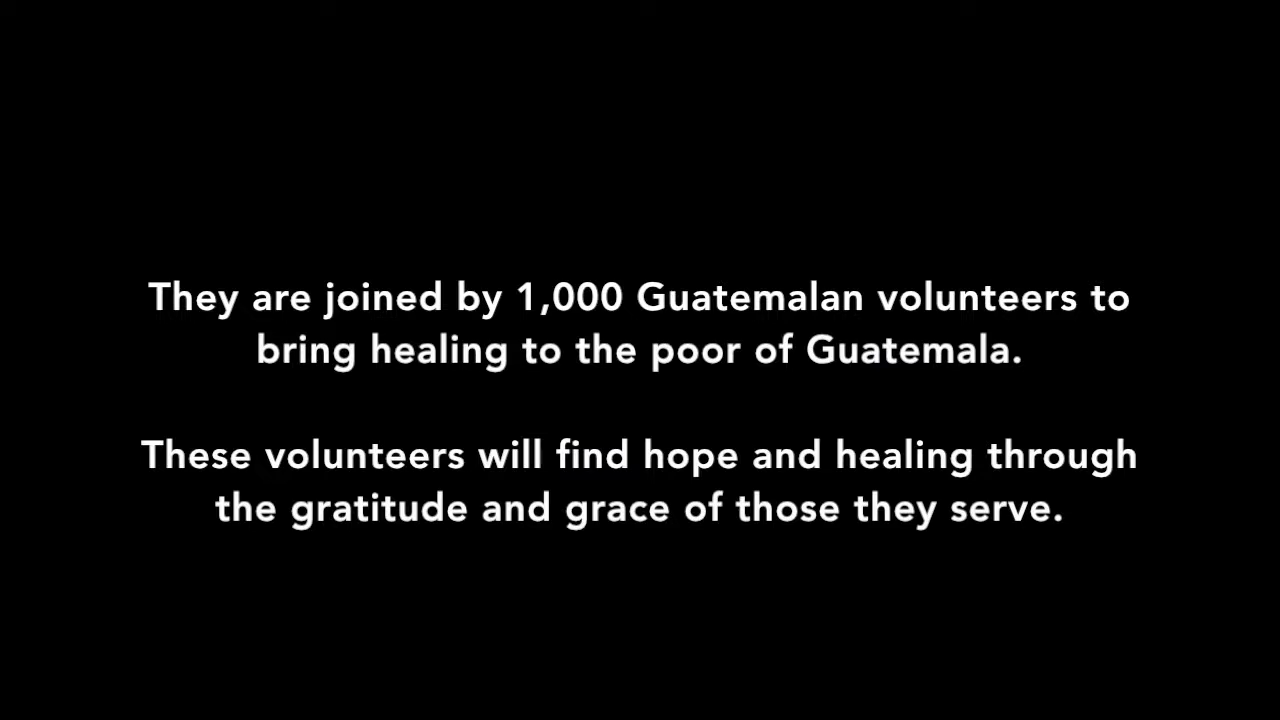 They are joined by 1,000 Guatemalan volunteers to
bring healing to the poor of Guatemala.
These volunteers will find hope and healing through
the gratitude and grace of those they serve.